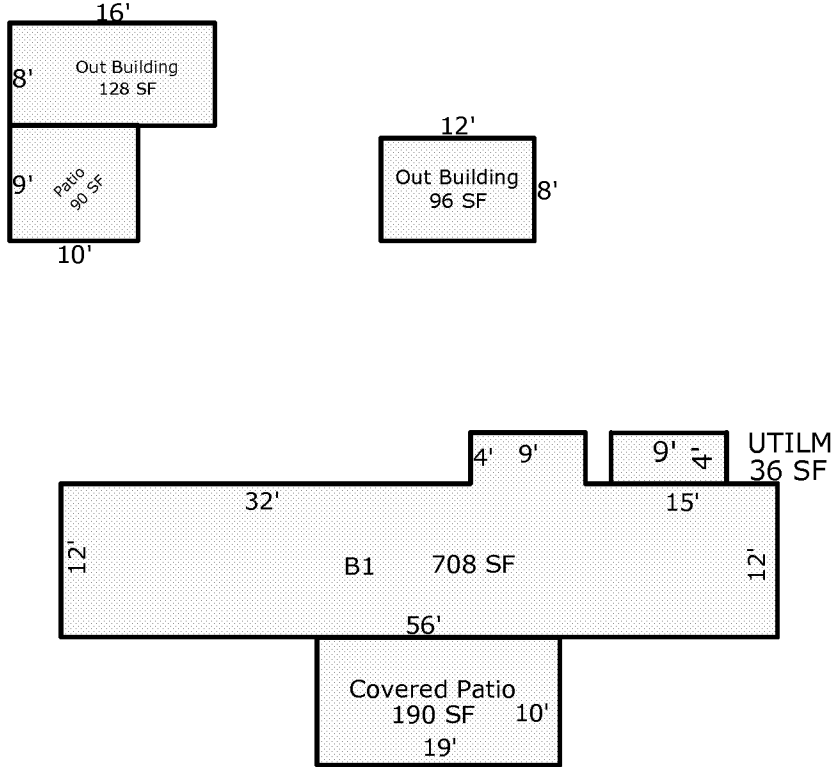 16'
8'
Out Building
128 SF
9'
Patio
90 SF
10'
12'
Out Building
96 SF
8'
4'
9'
9'
4'
UTILM
36 SF
32'
15'
12'
B1
708 SF
12'
56'
Covered Patio
190 SF
10'
19'